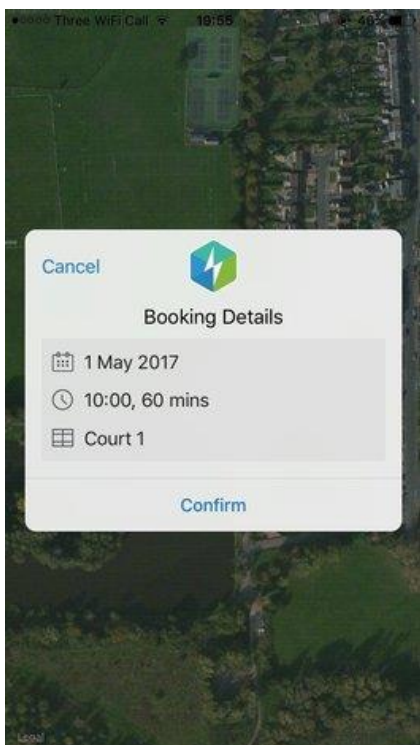 Three WiFi Call 19:55
Cancel
Booking Details
1 May 2017
10:00, 60 mins
Court 1
Confirm
Legal